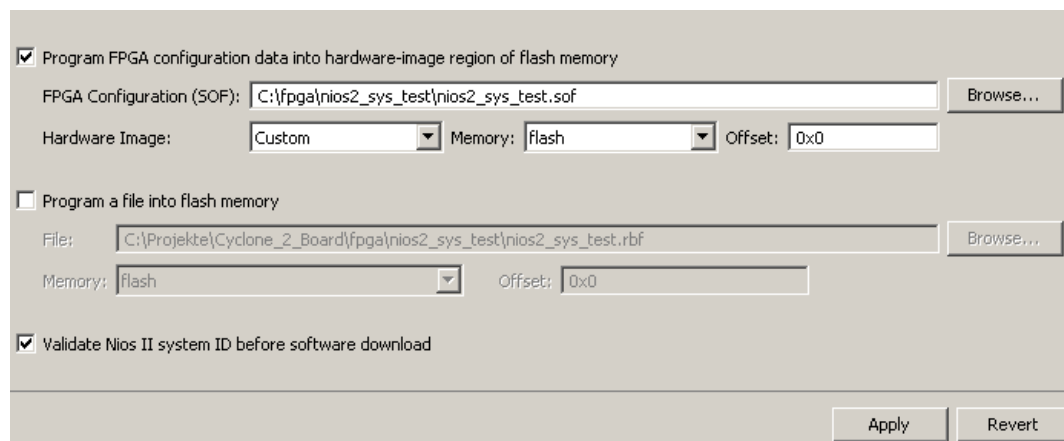 Program FPGA configuration data into hardware-image region of flash memory
FPGA Configuration (SOF): C:\fpga\nios2_sys_test\nios2_sys_test.sof Browse...
Hardware Image: Custom Memory: flash Offset: 0x0
Program a file into flash memory
File: C:\Projekte\Cyclone_2_Board\fpga\nios2_sys_test\nios2_sys_test.rbf Browse...
Memory: flash Offset: 0x0
Validate Nios II system ID before software download
Apply Revert